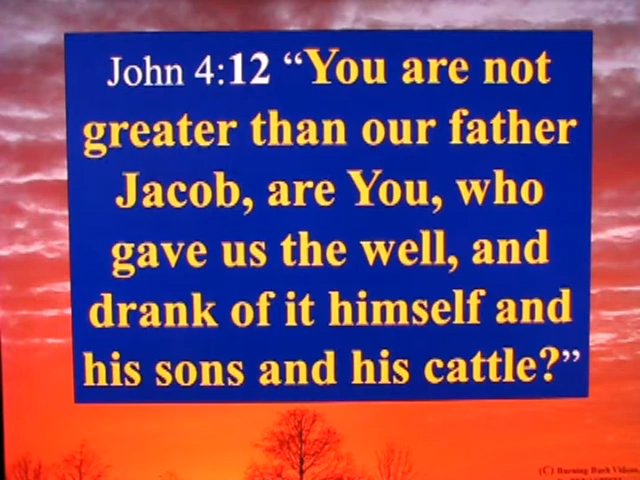 John 4:12 “You are not
greater than our father
Jacob, are You, who
gave us the well, and
drank of it himself and
his sons and his cattle?”
(C) Burning Bush Videos